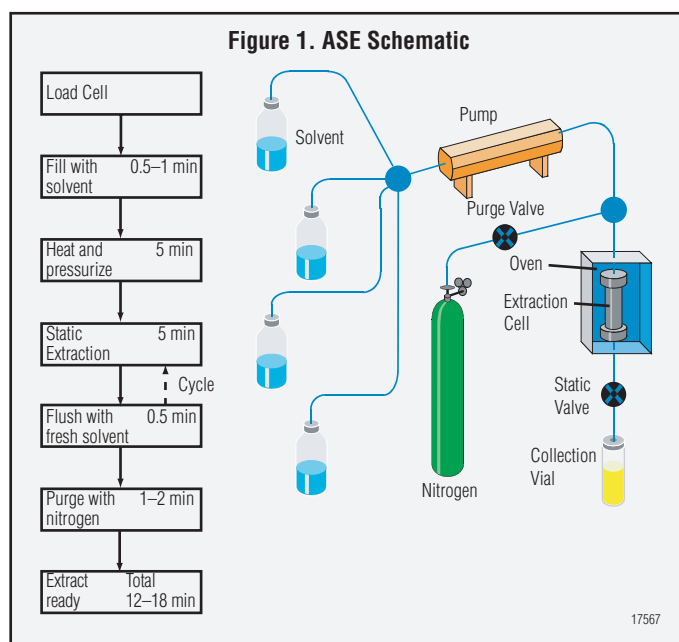 Figure 1. ASE Schematic
Load Cell
Fill with 0.5–1 min
solvent
Heat and 5 min
pressurize
Static 5 min
Extraction
Cycle
Flush with 0.5 min
fresh solvent
Purge with 1–2 min
nitrogen
Extract Total
ready 12–18 min
Solvent
Pump
Purge Valve
Oven
Extraction
Cell
Static
Valve
Collection
Vial
Nitrogen
17567